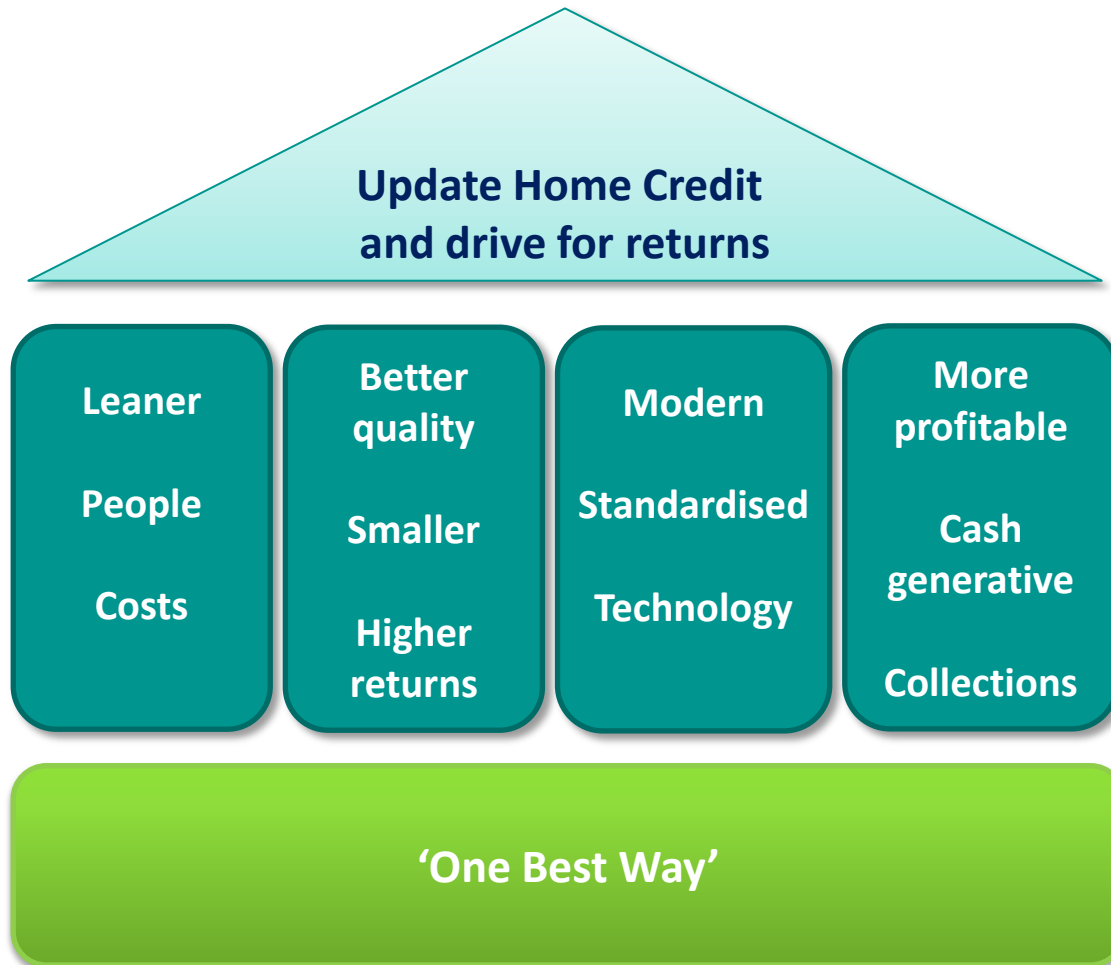 Update Home Credit
and drive for returns
Leaner
People
Costs
Better
quality
Smaller
Higher
returns
Modern
Standardised
Technology
More
profitable
Cash
generative
Collections
‘One Best Way’